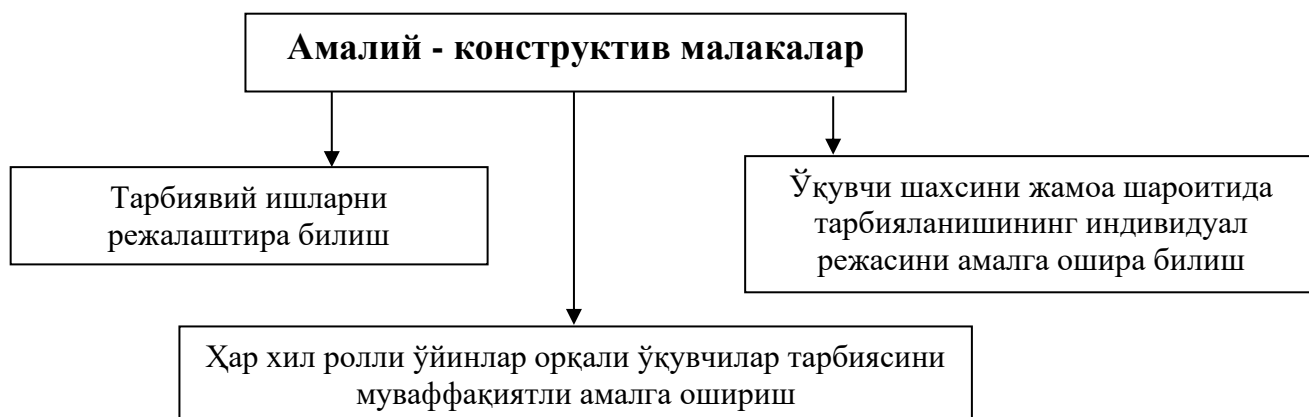 Амалий - конструктив малакалар
Тарбиявий ишларни
режалаштира билиш
Ўқувчи шахсини жамоа шароитида
тарбияланишининг индивидуал
режасини амалга ошира билиш
Ҳар хил ролли ўйинлар орқали ўқувчилар тарбиясини
муваффақиятли амалга ошириш